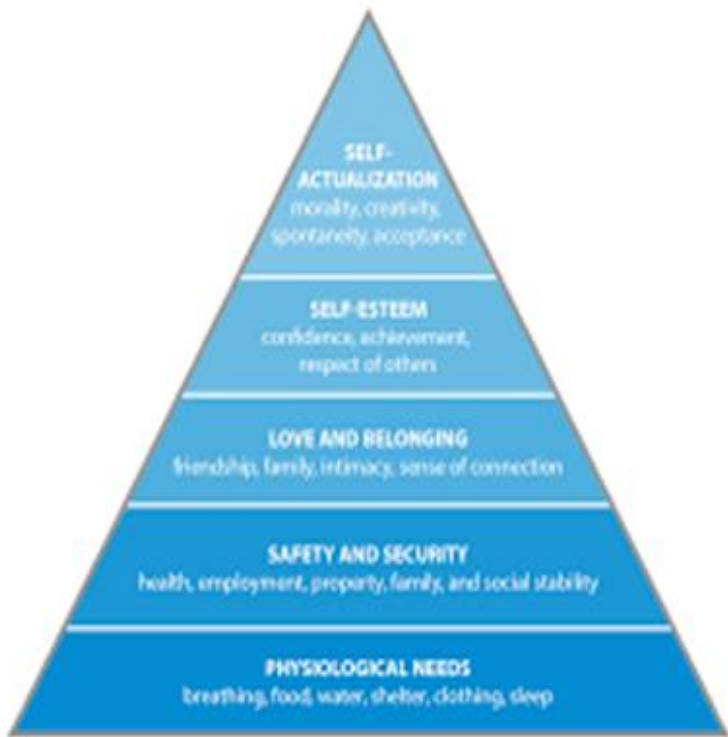 SELF-
ACTUALIZATION
morality, creativity,
spontaneity, acceptance
SELF-ESTEEM
confidence, achievement,
respect of others
LOVE AND BELONGING
friendship, family, intimacy, sense of connection
SAFETY AND SECURITY
health, employment, property, family, and social stability
PHYSIOLOGICAL NEEDS
breathing, food, water, shelter, clothing, sleep